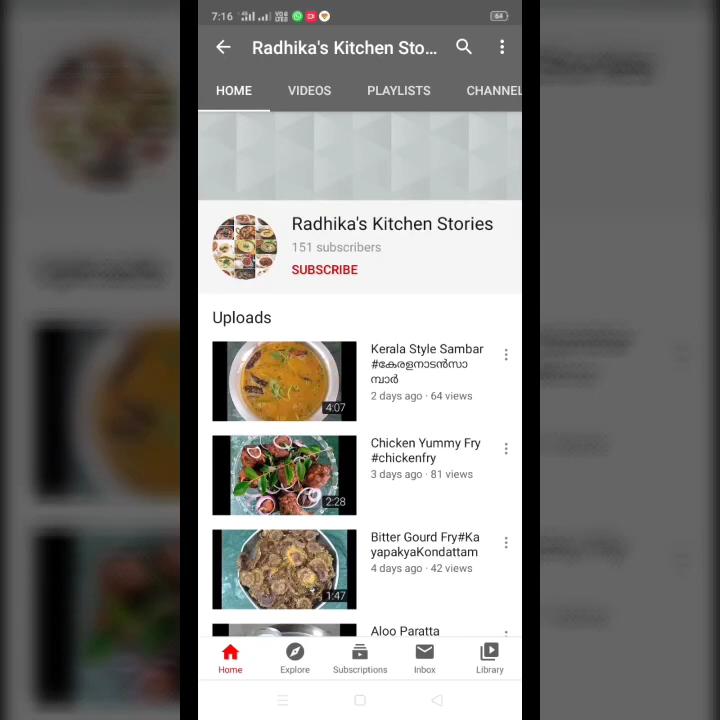 7:16
64
Radhika's Kitchen Sto...
HOME VIDEOS PLAYLISTS CHANNEL
Radhika's Kitchen Stories
151 subscribers
SUBSCRIBE
Uploads
Kerala Style Sambar
#കേരളനാടൻസാ
മ്പാർ
2 days ago · 64 views
4:07
Chicken Yummy Fry
#chickenfry
3 days ago · 81 views
2:28
Bitter Gourd Fry#Ka
yapakyaKondattam
4 days ago · 42 views
1:47
Aloo Paratta
Home Explore Subscriptions Inbox Library